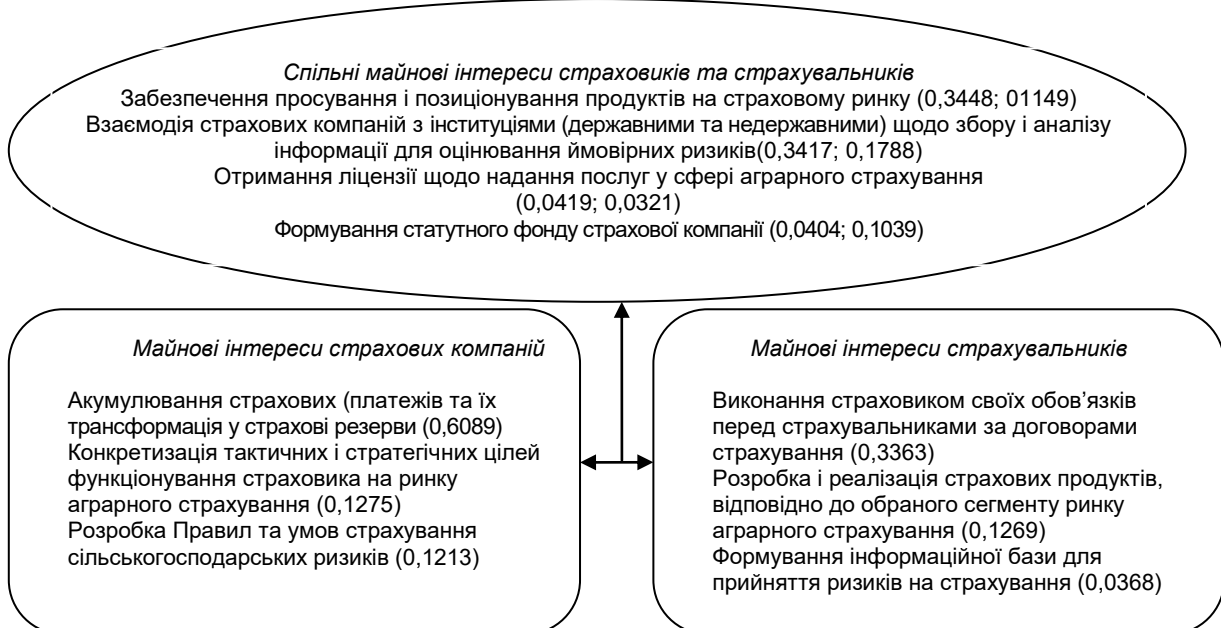 Спільні майнові інтереси страховиків та страхувальників
Забезпечення просування і позиціонування продуктів на страховому ринку (0,3448; 01149)
Взаємодія страхових компаній з інституціями (державними та недержавними) щодо збору і аналізу
інформації для оцінювання ймовірних ризиків(0,3417; 0,1788)
Отримання ліцензії щодо надання послуг у сфері аграрного страхування
(0,0419; 0,0321)
Формування статутного фонду страхової компанії (0,0404; 0,1039)
Майнові інтереси страхових компаній
Акумулювання страхових (платежів та їх
трансформація у страхові резерви (0,6089)
Конкретизація тактичних і стратегічних цілей
функціонування страховика на ринку
аграрного страхування (0,1275)
Розробка Правил та умов страхування
сільськогосподарських ризиків (0,1213)
Майнові інтереси страхувальників
Виконання страховиком своїх обов’язків
перед страхувальниками за договорами
страхування (0,3363)
Розробка і реалізація страхових продуктів,
відповідно до обраного сегменту ринку
аграрного страхування (0,1269)
Формування інформаційної бази для
прийняття ризиків на страхування (0,0368)